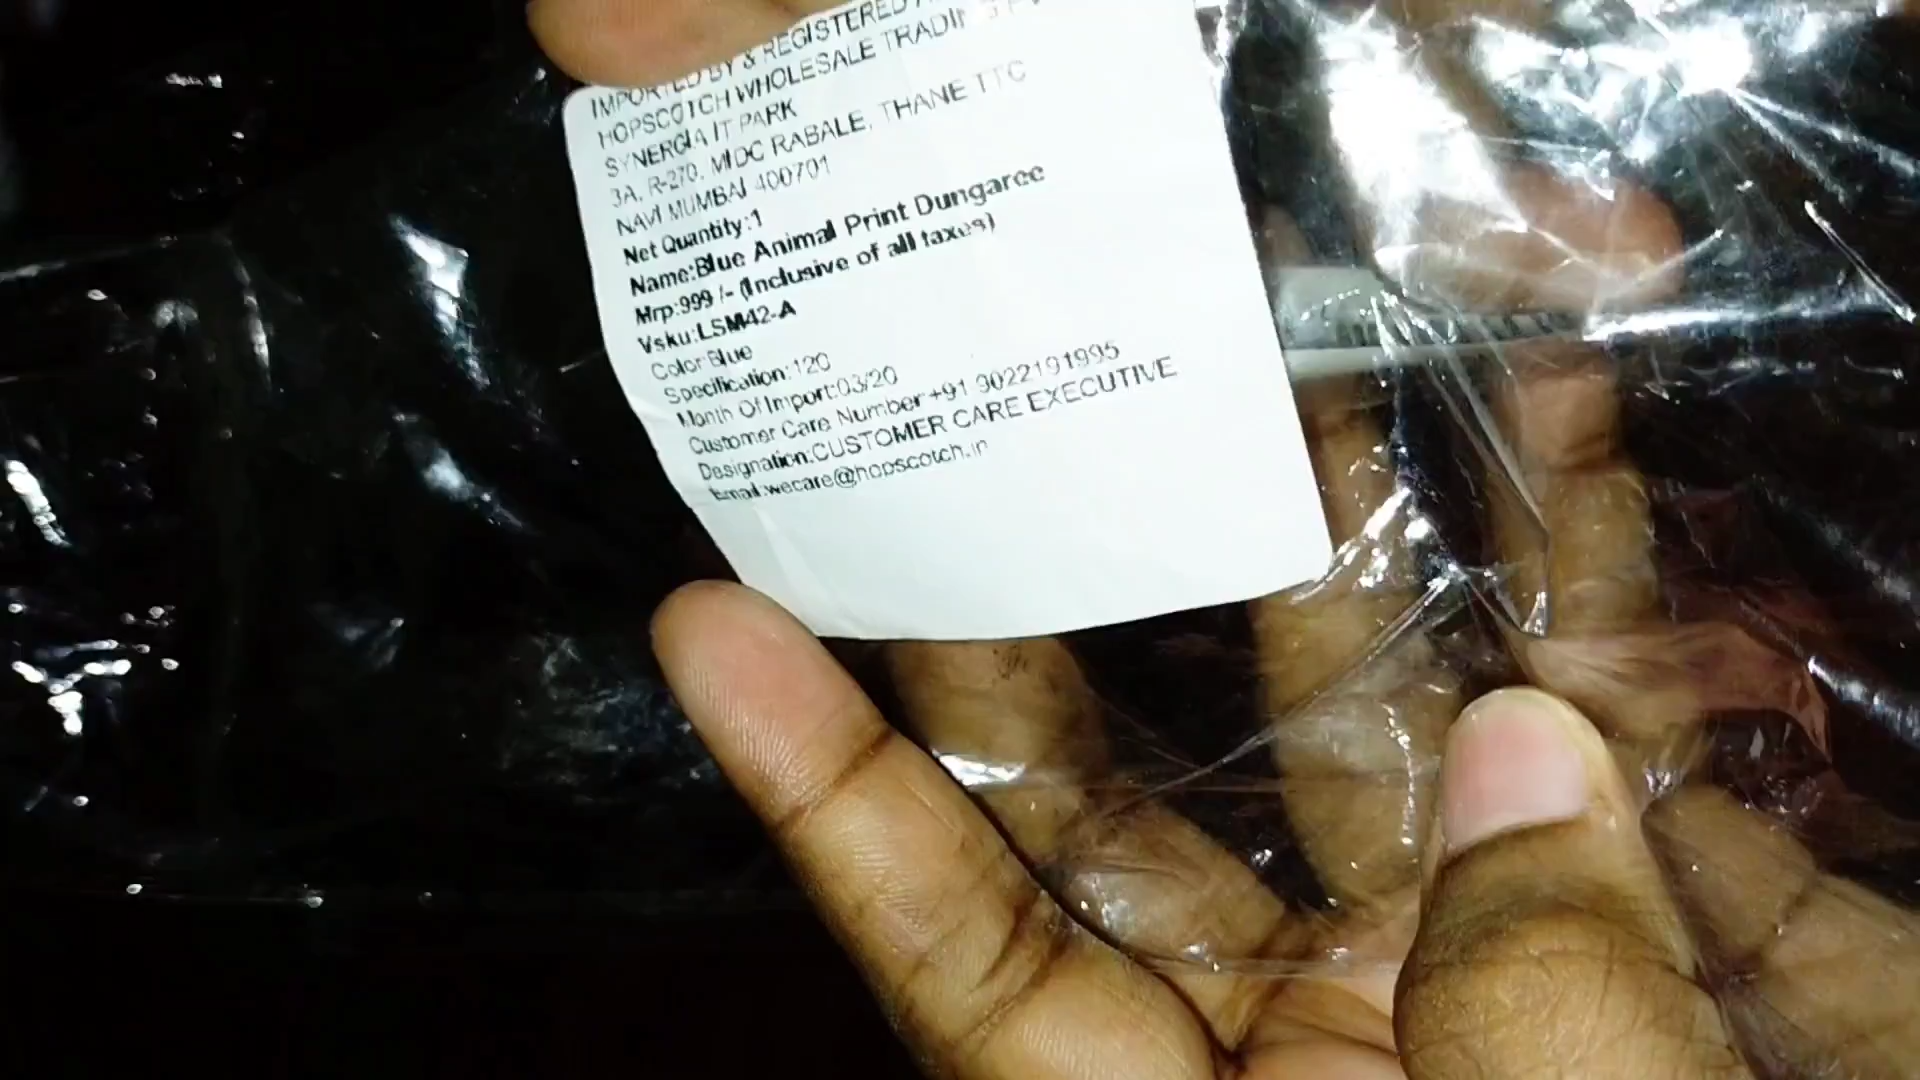 IMPORTED BY & REGISTERED
HOPSCOTCH WHOLESALE TRADING
SYNERGIA IT PARK
3A, R-270, MIDC RABALE, THANE TTC
NAVI MUMBAI 400701
Net Quantity:1
Name:Blue Animal Print Dungaree
Mrp:999 /- (Inclusive of all taxes)
Vsku:LSM42-A
Color:Blue
Specification:120
Month Of Import:03/20
Customer Care Number +91 9022191995
Designation:CUSTOMER CARE EXECUTIVE
Email:wecare@hopscotch.in